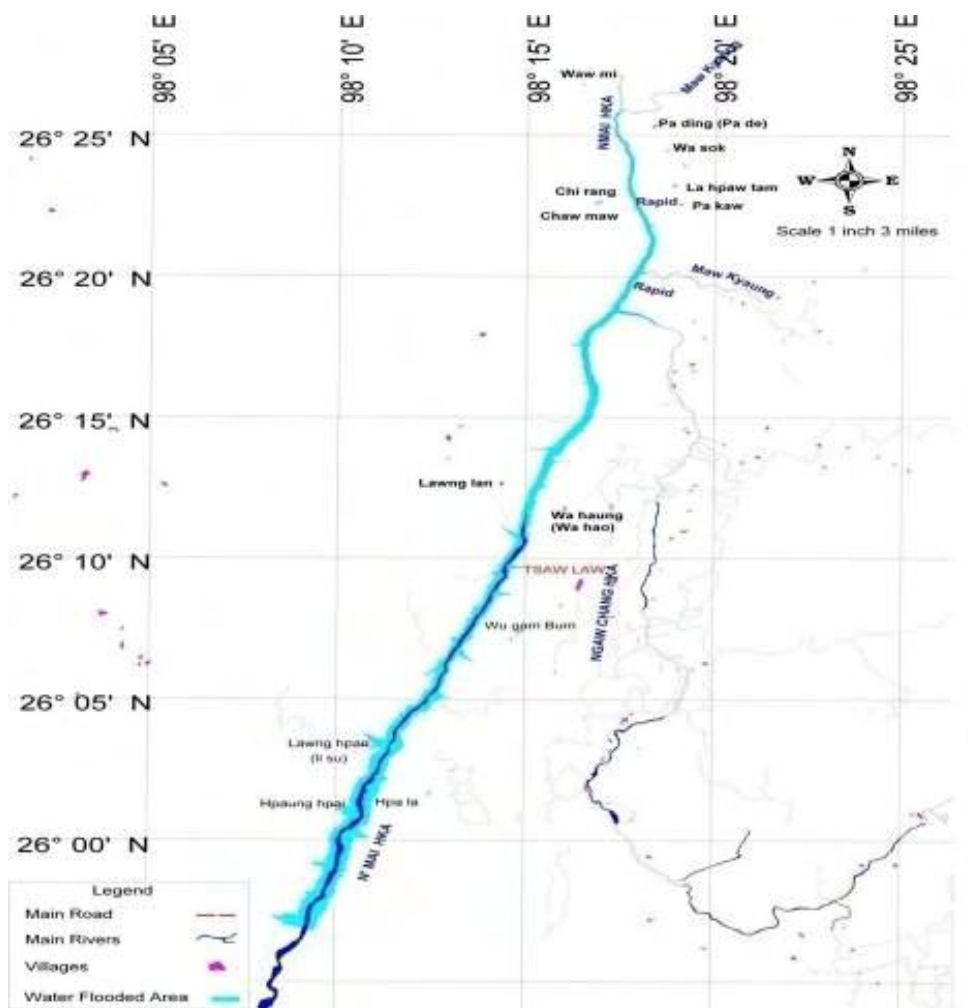 98° 05' E
98° 10' E
98° 15' E
98° 20' E
98° 25' E
Waw mi
Maw Kyaung
26° 25' N
NMAI HKA
Pa ding (Pa de)
Wa sok
N
W
E
S
Chi rang
La hpaw tam
Rapid
Pa kaw
Chaw maw
Scale 1 inch 3 miles
26° 20' N
Maw Kyaung
Rapid
26° 15' N
Lawng lan
Wa haung
(Wa hao)
26° 10' N
TSAW LAW
NGAW CHANG HKA
Wu gam Bum
26° 05' N
Lawng hpae
(li su)
Hpaung hpai
Hpa la
26° 00' N
N' MAI HKA
Legend
Main Road
Main Rivers
Villages
Water Flooded Area